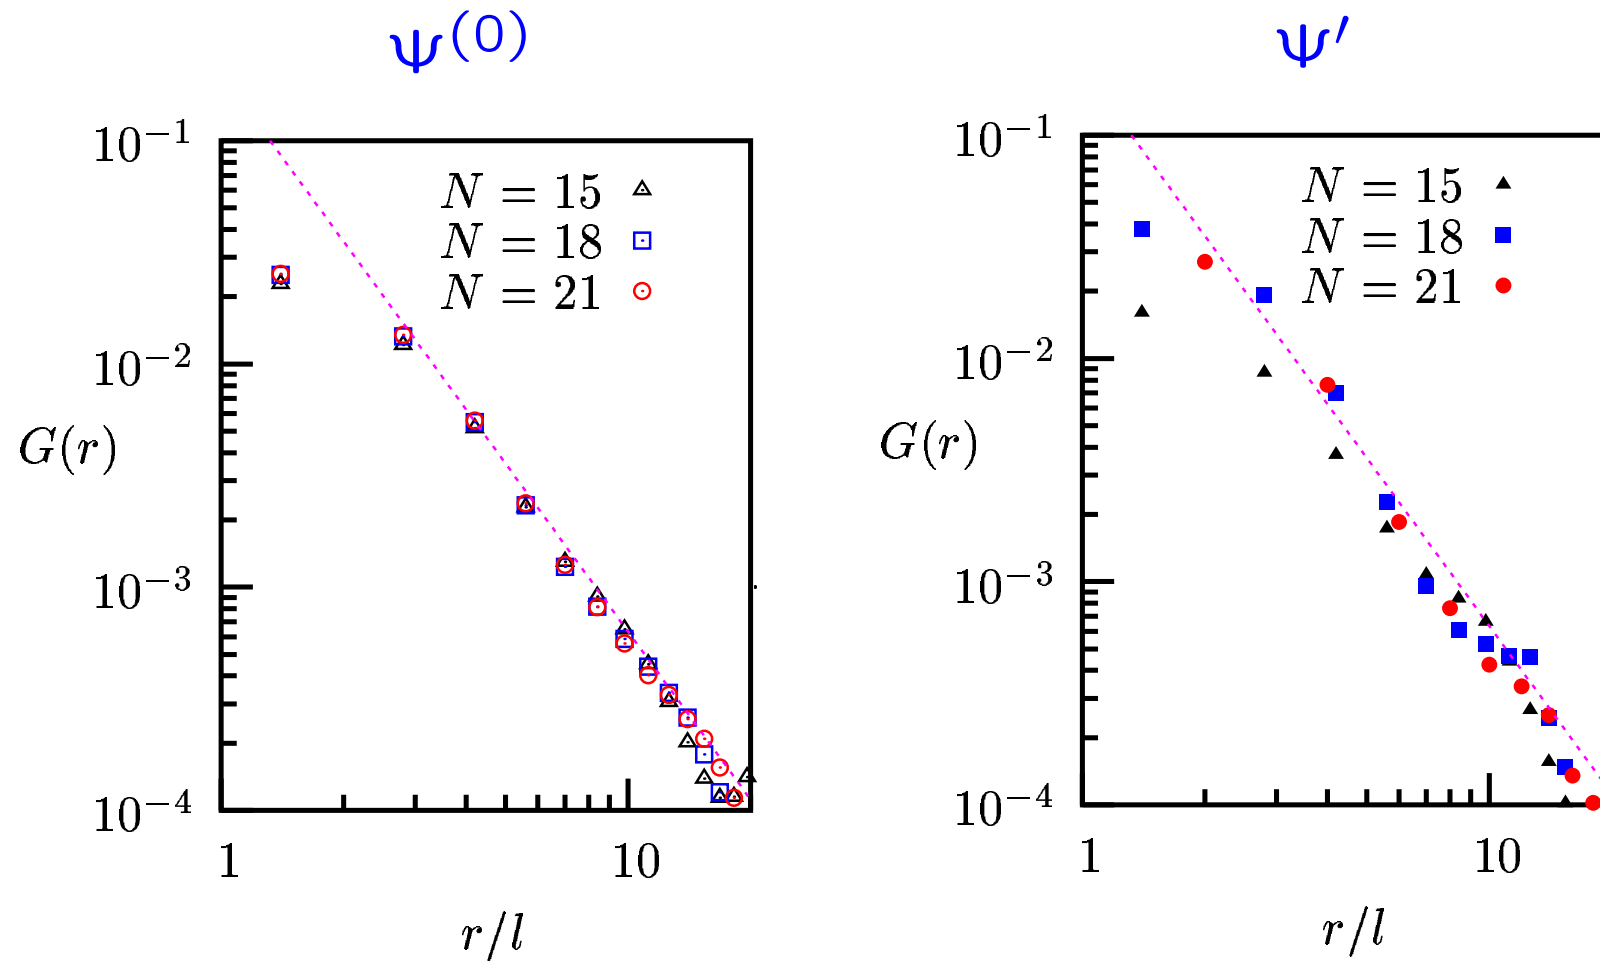 Ψ⁽⁰⁾
10⁻¹
N = 15
N = 18
N = 21
10⁻²
G(r)
10⁻³
10⁻⁴
1 10
r/l
Ψ′
10⁻¹
N = 15
N = 18
N = 21
10⁻²
G(r)
10⁻³
10⁻⁴
1 10
r/l